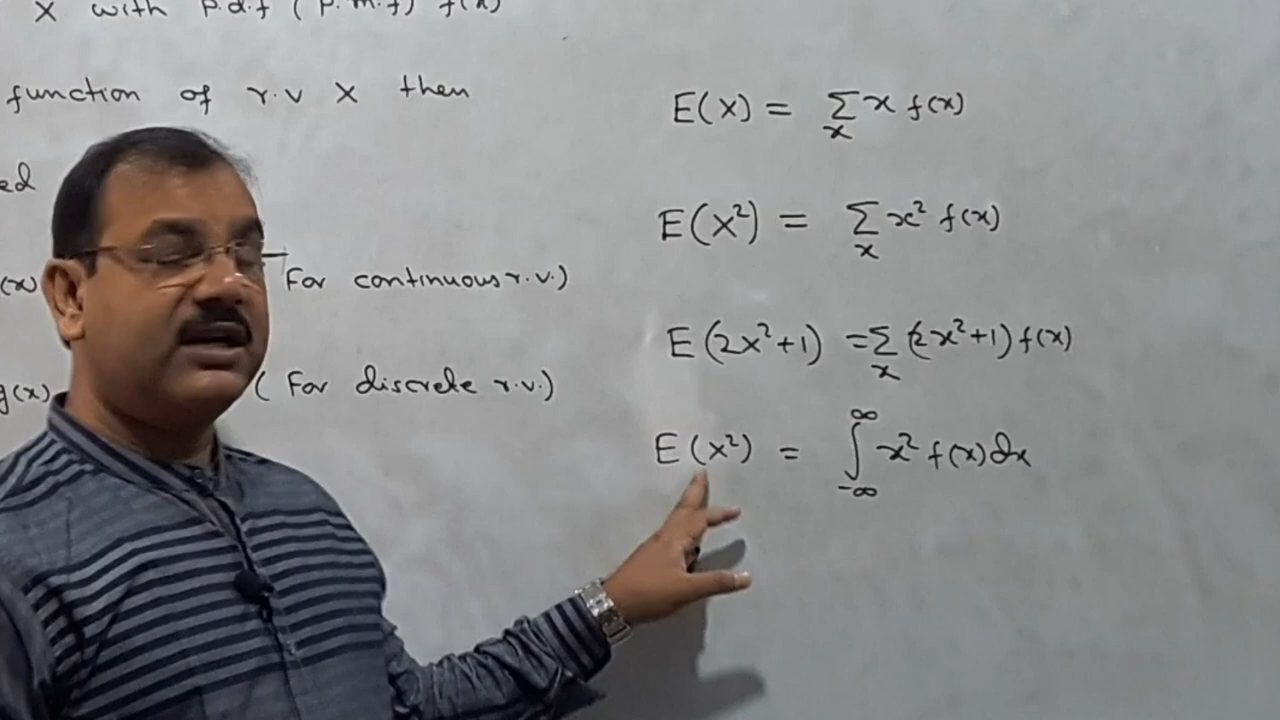 X with p.d.f (p.m.f) f(x)
function of r.v X then
ed
(x) (For continuous r.v.)
g(x) (For discrete r.v.)
E(X) = ∑ₓ x f(x)
E(X²) = ∑ₓ x² f(x)
E(2X²+1) = ∑ₓ (2x²+1) f(x)
E(X²) = ∫_{-∞}^{∞} x² f(x) dx